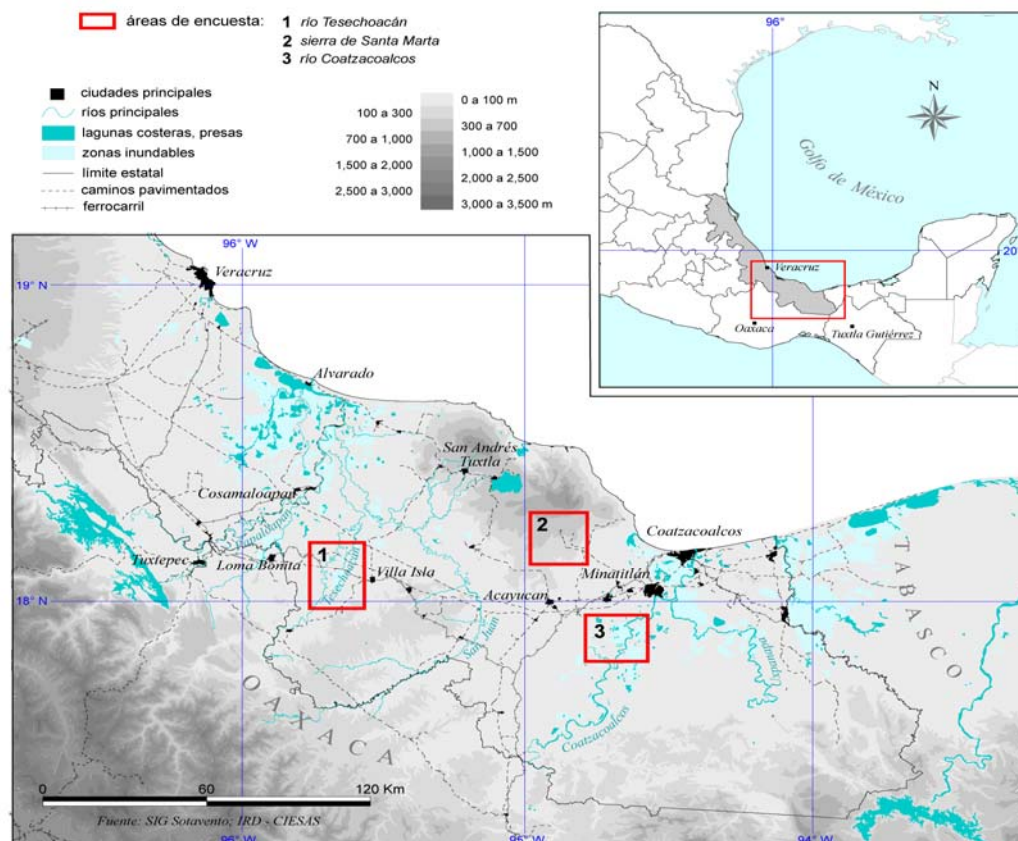 áreas de encuesta:
1 río Tesechoacán
2 sierra de Santa Marta
3 río Coatzacoalcos
ciudades principales
ríos principales
lagunas costeras, presas
zonas inundables
límite estatal
caminos pavimentados
ferrocarril
0 a 100 m
100 a 300
300 a 700
700 a 1,000
1,000 a 1,500
1,500 a 2,000
2,000 a 2,500
2,500 a 3,000
3,000 a 3,500 m
96°
N
Golfo de México
20°
Veracruz
Oaxaca
Tuxtla Gutiérrez
96° W
Veracruz
19° N
Alvarado
San Andrés
Tuxtla
Cosamaloapan
Papaloapan
2
Coatzacoalcos
TABASCO
Tuxtepec
Loma Bonita
1
Tesechoacán
Villa Isla
Minatitlán
Acayucan
18° N
3
San Juan
Uxpanapa
OAXACA
Coatzacoalcos
0 60 120 Km
Fuente: SIG Sotavento; IRD - CIESAS
96° W
95° W
94° W